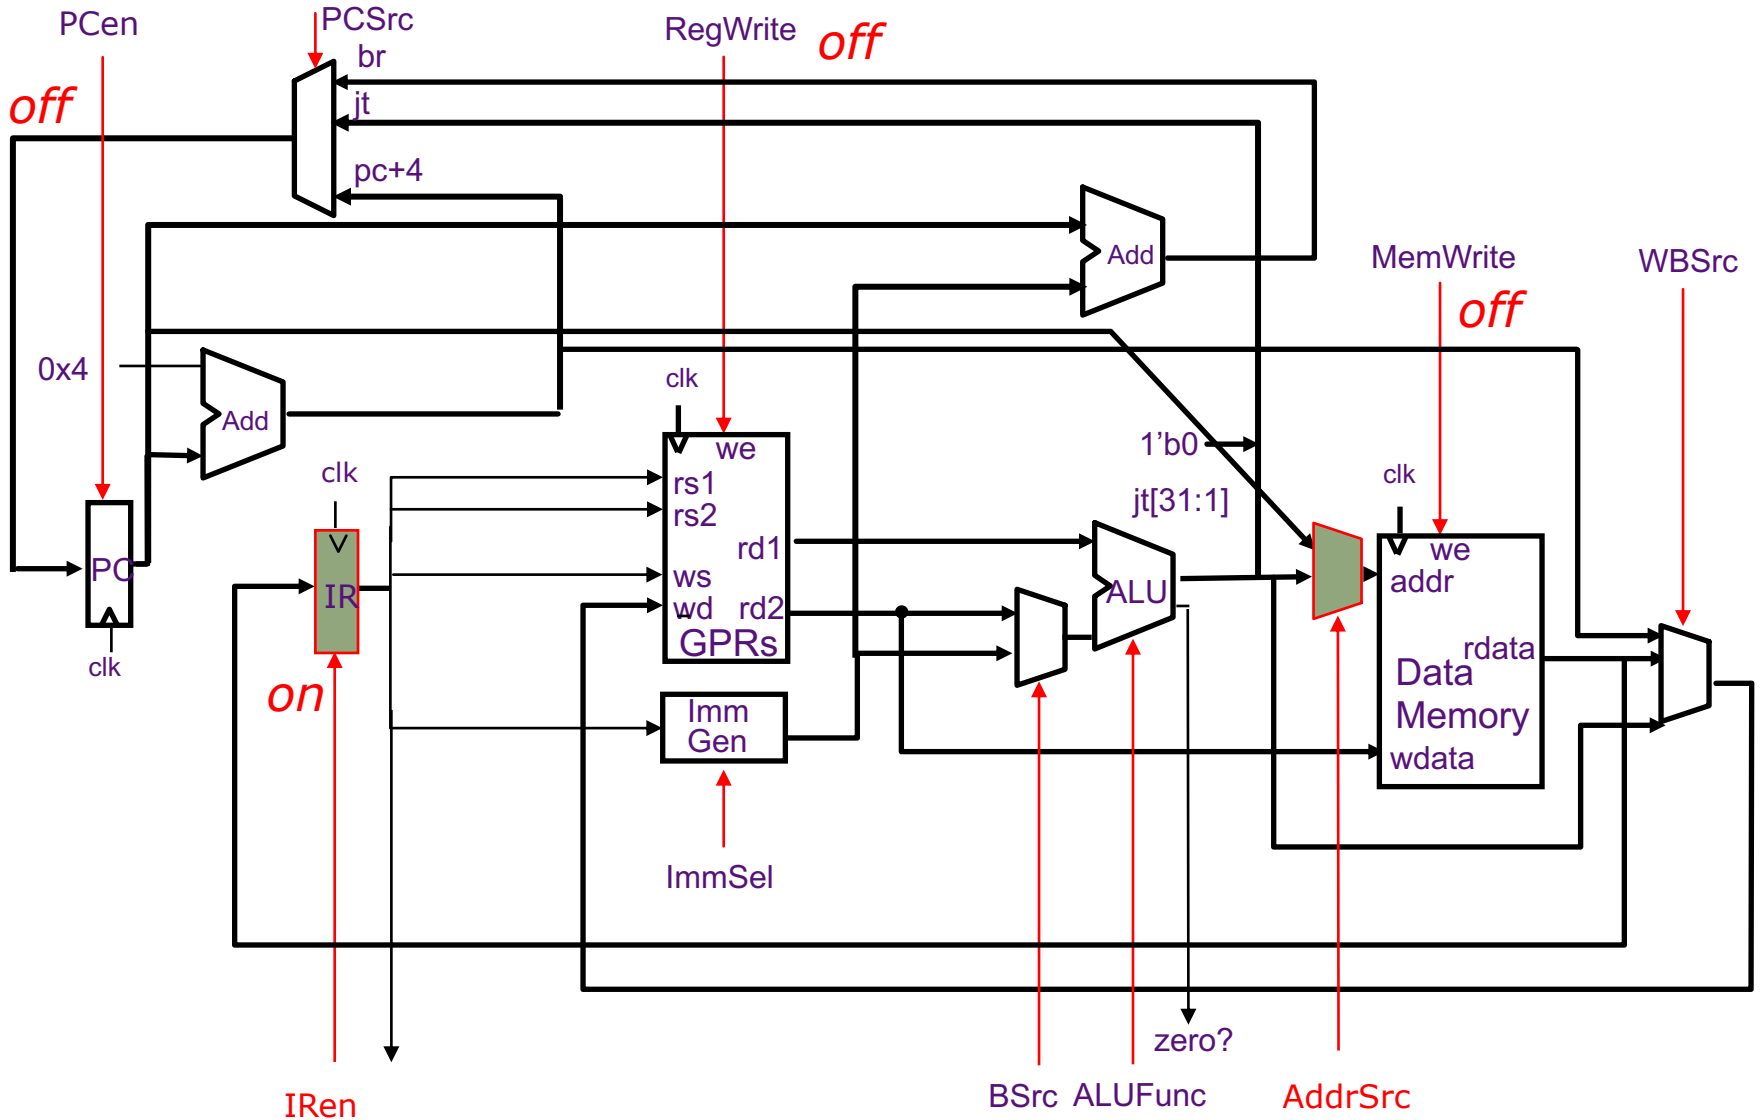 PCen
PCSrc
RegWrite
off
br
off
jt
pc+4
Add
MemWrite
WBSrc
off
0x4
Add
clk
we
1'b0
clk
clk
rs1
rs2
jt[31:1]
rd1
we
PC
IR
ws
ALU
addr
wd
rd2
GPRs
clk
rdata
Data
Memory
on
Imm
Gen
wdata
ImmSel
zero?
IRen
BSrc
ALUFunc
AddrSrc